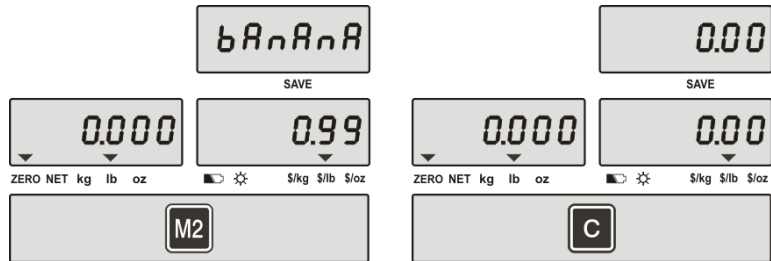 bAnAnA
SAVE
0.000 0.99
ZERO NET kg lb oz $/kg $/lb $/oz
M2
0.00
SAVE
0.000 0.00
ZERO NET kg lb oz $/kg $/lb $/oz
C